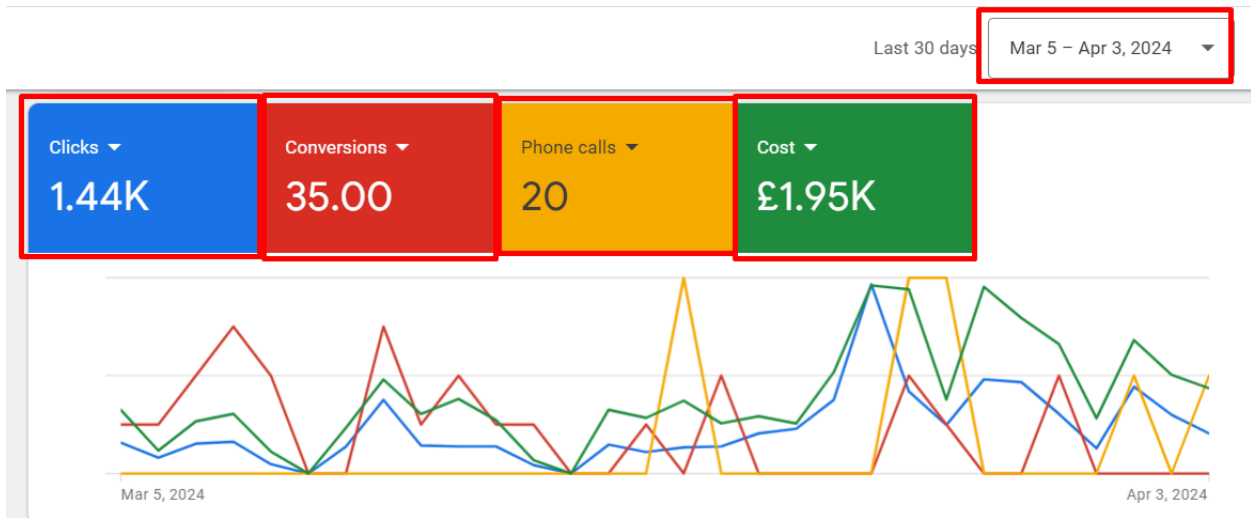 Last 30 days
Mar 5 – Apr 3, 2024
Clicks
1.44K
Conversions
35.00
Phone calls
20
Cost
£1.95K
Mar 5, 2024
Apr 3, 2024